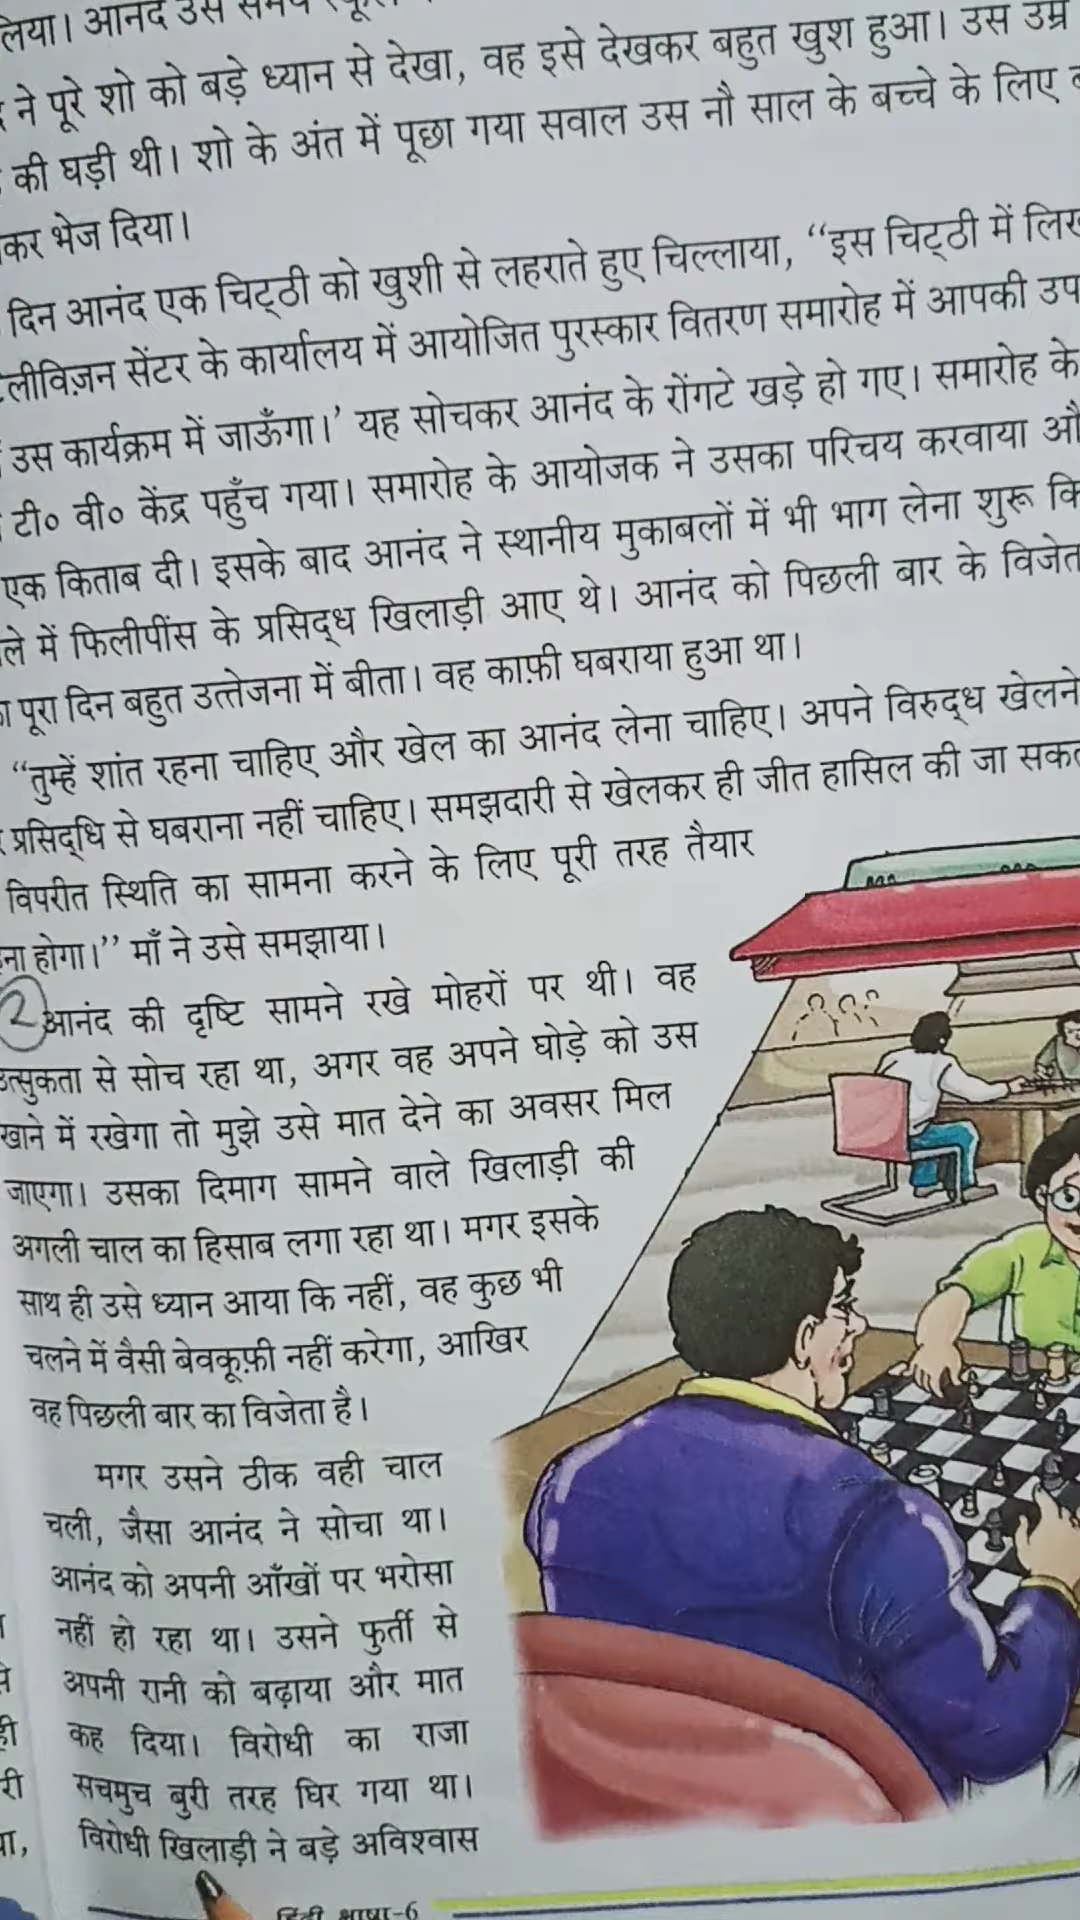 लिया। आनंद उस समय
ने पूरे शो को बड़े ध्यान से देखा, वह इसे देखकर बहुत खुश हुआ। उस उम्र
की घड़ी थी। शो के अंत में पूछा गया सवाल उस नौ साल के बच्चे के लिए
कर भेज दिया।
दिन आनंद एक चिट्ठी को खुशी से लहराते हुए चिल्लाया, “इस चिट्ठी में
लीविज़न सेंटर के कार्यालय में आयोजित पुरस्कार वितरण समारोह में आपकी उप
उस कार्यक्रम में जाऊँगा।’ यह सोचकर आनंद के रोंगटे खड़े हो गए। समारोह के
टी० वी० केंद्र पहुँच गया। समारोह के आयोजक ने उसका परिचय करवाया औ
एक किताब दी। इसके बाद आनंद ने स्थानीय मुकाबलों में भी भाग लेना शुरू कि
ले में फिलीपींस के प्रसिद्ध खिलाड़ी आए थे। आनंद को पिछली बार के विजेत
पूरा दिन बहुत उत्तेजना में बीता। वह काफ़ी घबराया हुआ था।
“तुम्हें शांत रहना चाहिए और खेल का आनंद लेना चाहिए। अपने विरुद्ध खेलने
प्रसिद्धि से घबराना नहीं चाहिए। समझदारी से खेलकर ही जीत हासिल की जा सकत
विपरीत स्थिति का सामना करने के लिए पूरी तरह तैयार
ना होगा।” माँ ने उसे समझाया।
2 आनंद की दृष्टि सामने रखे मोहरों पर थी। वह
उत्सुकता से सोच रहा था, अगर वह अपने घोड़े को उस
खाने में रखेगा तो मुझे उसे मात देने का अवसर मिल
जाएगा। उसका दिमाग सामने वाले खिलाड़ी की
अगली चाल का हिसाब लगा रहा था। मगर इसके
साथ ही उसे ध्यान आया कि नहीं, वह कुछ भी
चलने में वैसी बेवकूफ़ी नहीं करेगा, आखिर
वह पिछली बार का विजेता है।
मगर उसने ठीक वही चाल
चली, जैसा आनंद ने सोचा था।
आनंद को अपनी आँखों पर भरोसा
नहीं हो रहा था। उसने फुर्ती से
अपनी रानी को बढ़ाया और मात
कह दिया। विरोधी का राजा
सचमुच बुरी तरह घिर गया था।
विरोधी खिलाड़ी ने बड़े अविश्वास
हिंदी भाषा-6